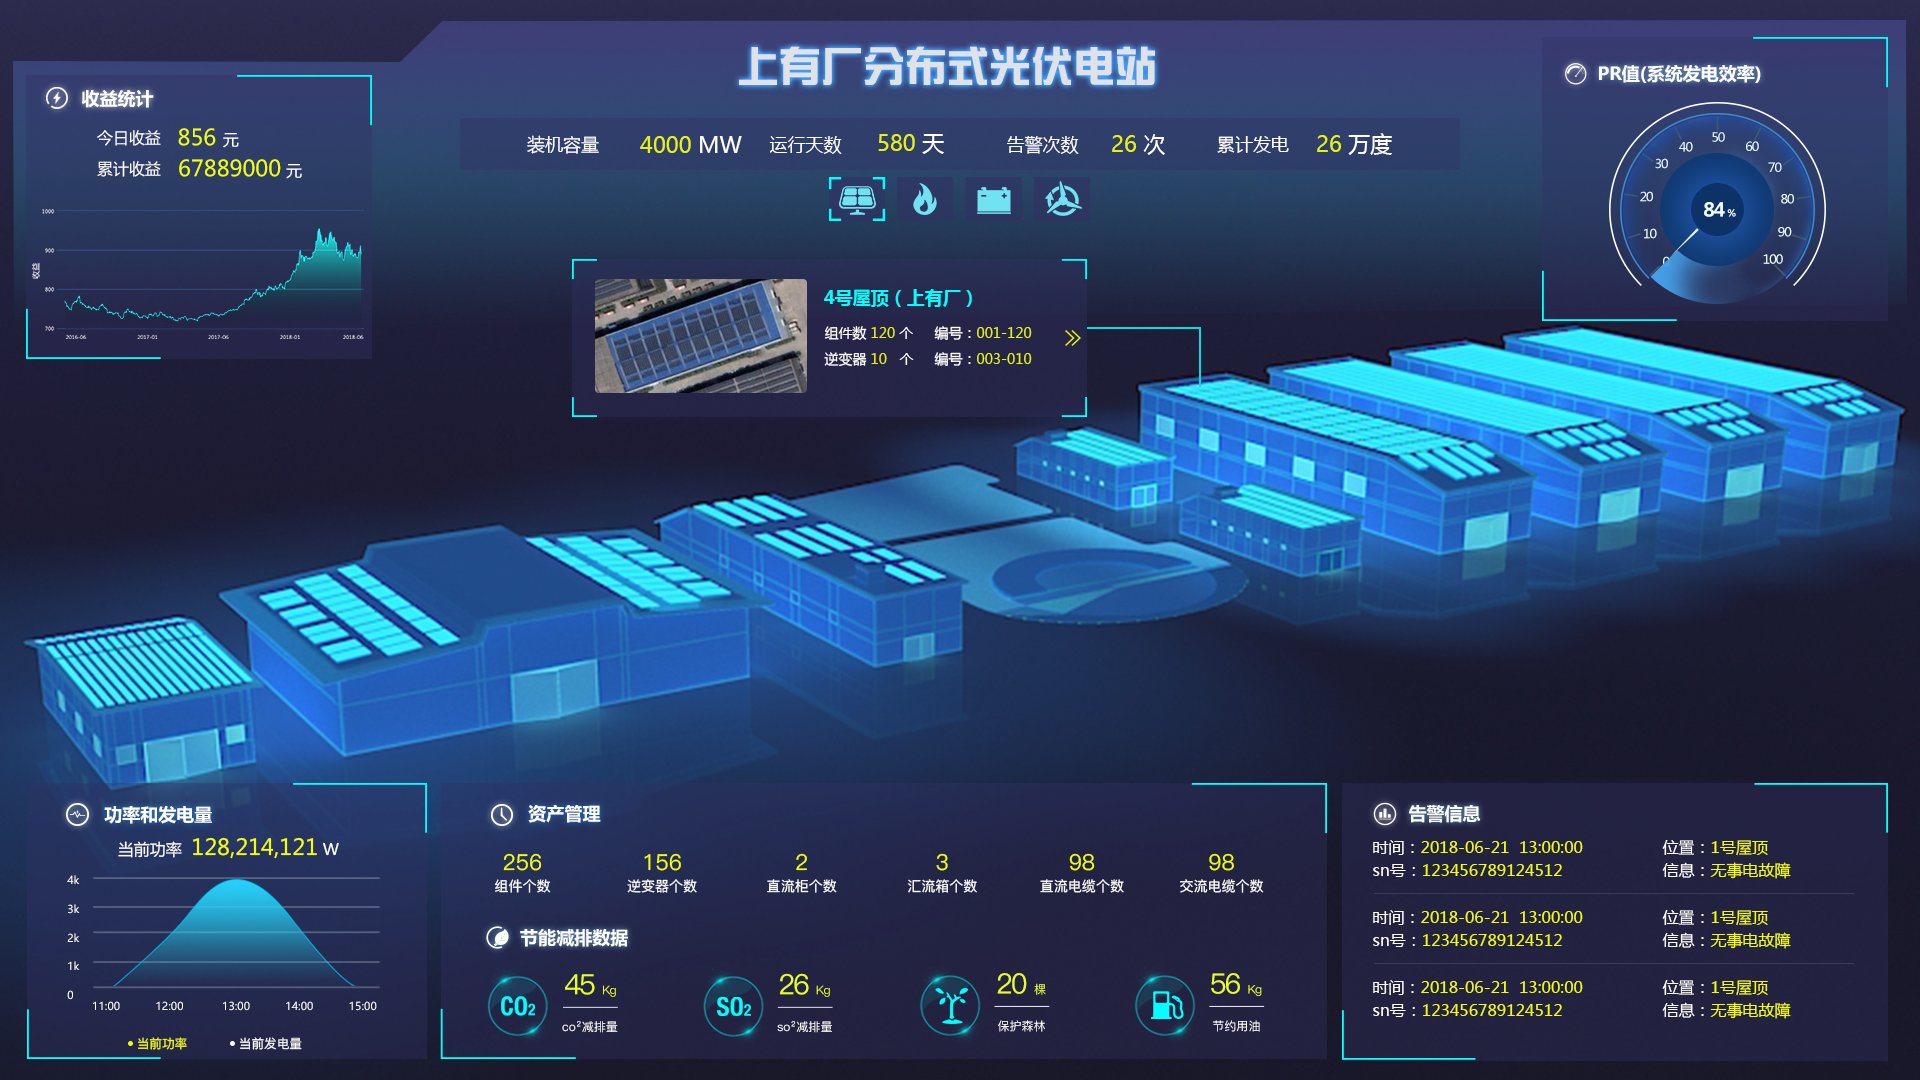 上有厂分布式光伏电站
收益统计
今日收益 856 元
累计收益 67889000 元
1000
900
800
700
收益
2016-06 2017-01 2017-06 2018-01 2018-06
装机容量 4000 MW 运行天数 580 天 告警次数 26 次 累计发电 26 万度
PR值(系统发电效率)
0 10 20 30 40 50 60 70 80 90 100
84 %
4号屋顶（上有厂）
组件数 120 个 编号：001-120
逆变器 10 个 编号：003-010
功率和发电量
当前功率 128,214,121 W
4k
3k
2k
1k
0
11:00 12:00 13:00 14:00 15:00
当前功率 当前发电量
资产管理
256 156 2 3 98 98
组件个数 逆变器个数 直流柜个数 汇流箱个数 直流电缆个数 交流电缆个数
节能减排数据
CO₂ 45 Kg SO₂ 26 Kg 20 棵 56 Kg
co²减排量 so²减排量 保护森林 节约用油
告警信息
时间：2018-06-21 13:00:00 位置：1号屋顶
sn号：123456789124512 信息：无事电故障
时间：2018-06-21 13:00:00 位置：1号屋顶
sn号：123456789124512 信息：无事电故障
时间：2018-06-21 13:00:00 位置：1号屋顶
sn号：123456789124512 信息：无事电故障